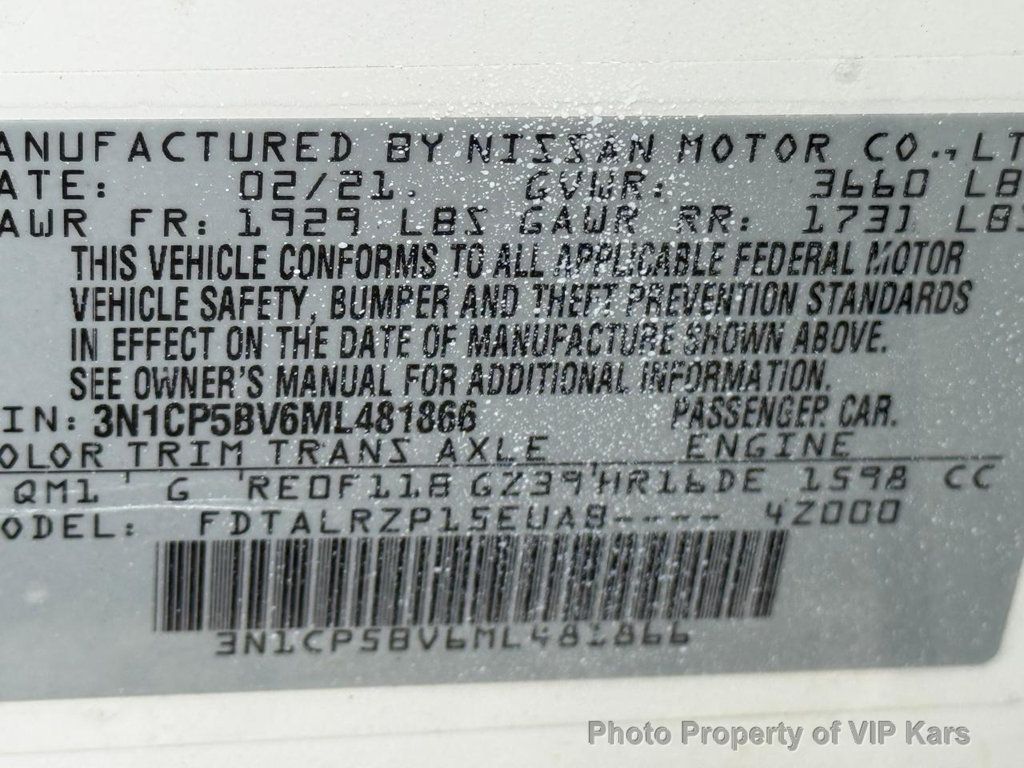 ANUFACTURED BY NISSAN MOTOR CO., LT
ATE: 02/21. GVWR: 3660 LB
AWR FR: 1929 LBS GAWR RR: 1731 LBS
THIS VEHICLE CONFORMS TO ALL APPLICABLE FEDERAL MOTOR
VEHICLE SAFETY, BUMPER AND THEFT PREVENTION STANDARDS
IN EFFECT ON THE DATE OF MANUFACTURE SHOWN ABOVE.
SEE OWNER'S MANUAL FOR ADDITIONAL INFORMATION.
IN: 3N1CP5BV6ML481866 PASSENGER CAR.
OLOR TRIM TRANS AXLE ENGINE
QM1 G RE0F11B GZ39 HR16DE 1598 CC
ODEL: FDTALRZP15EUAB---- 4Z000
3N1CP5BV6ML481866
Photo Property of VIP Kars